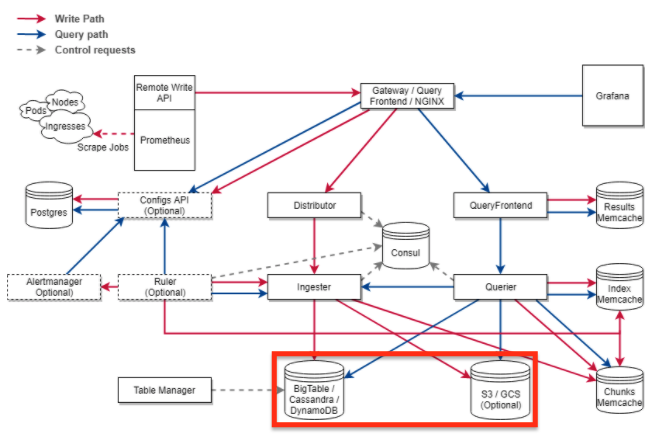 Write Path
Query path
Control requests
Remote Write
API
Gateway / Query
Frontend / NGINX
Grafana
Nodes
Pods
Ingresses
Scrape Jobs
Prometheus
Postgres
Configs API
(Optional)
Distributor
QueryFrontend
Results
Memcache
Consul
Alertmanager
Optional)
Ruler
(Optional)
Ingester
Querier
Index
Memcache
Table Manager
BigTable /
Cassandra /
DynamoDB
S3 / GCS
(Optional)
Chunks
Memcache